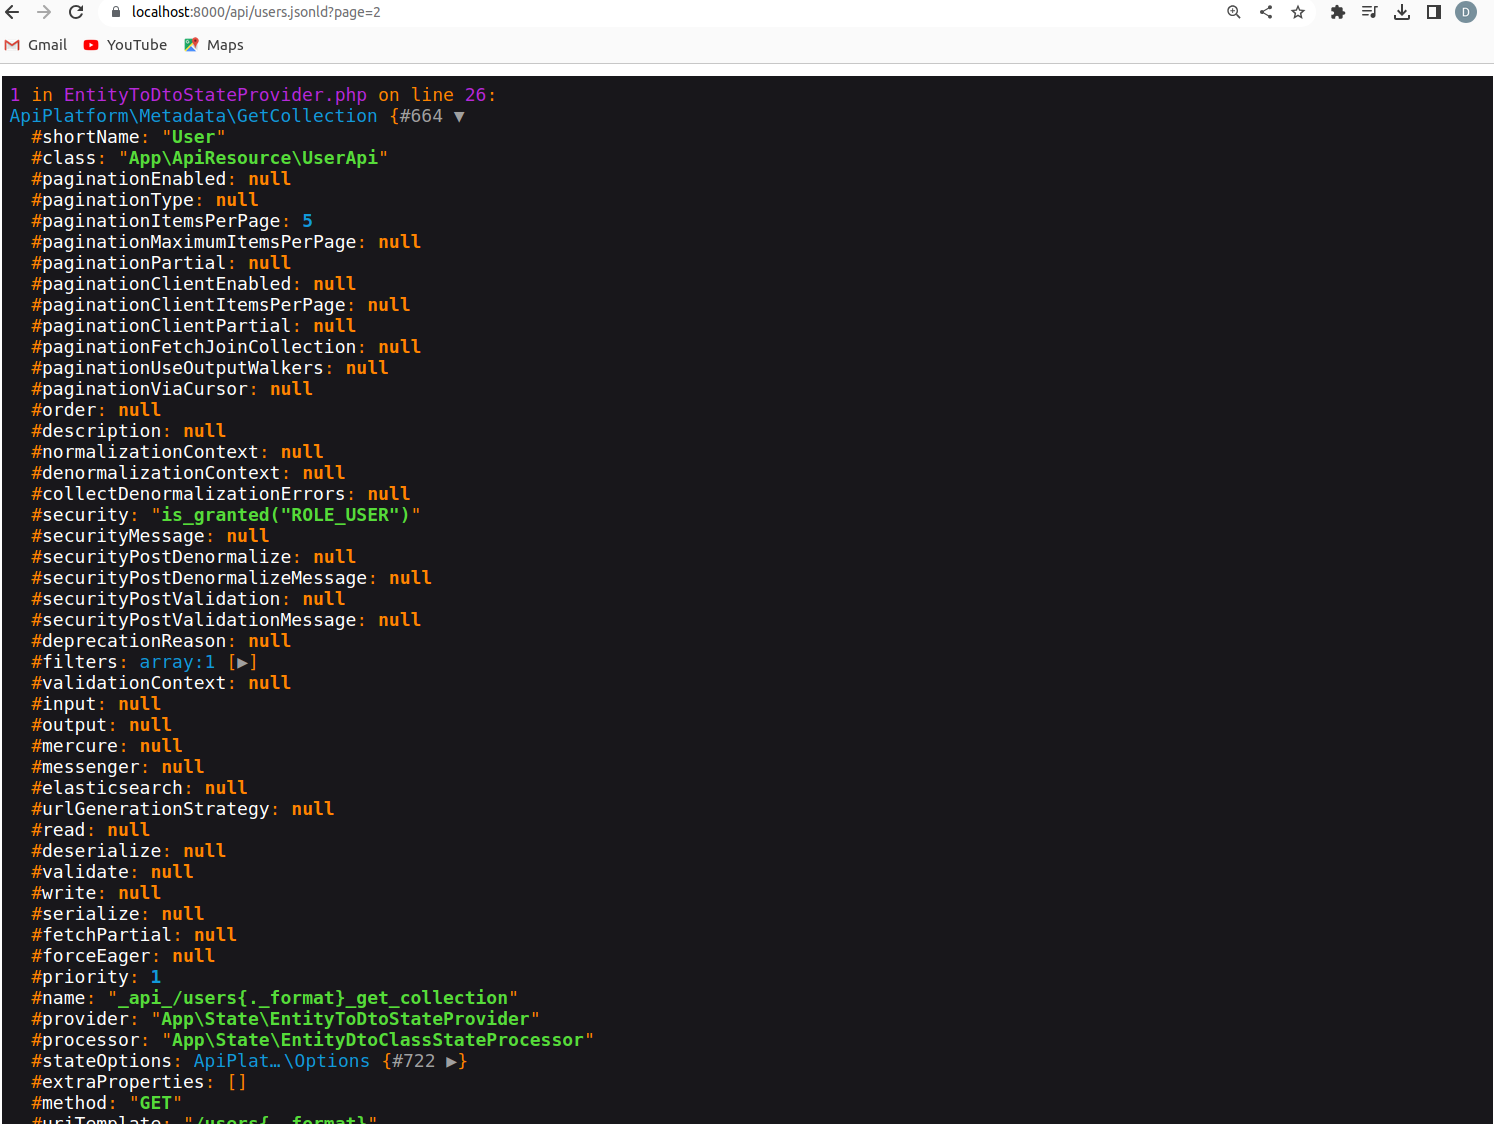 localhost:8000/api/users.jsonld?page=2
D
Gmail YouTube Maps
1 in EntityToDtoStateProvider.php on line 26:
ApiPlatform\Metadata\GetCollection {#664 ▼
#shortName: "User"
#class: "App\ApiResource\UserApi"
#paginationEnabled: null
#paginationType: null
#paginationItemsPerPage: 5
#paginationMaximumItemsPerPage: null
#paginationPartial: null
#paginationClientEnabled: null
#paginationClientItemsPerPage: null
#paginationClientPartial: null
#paginationFetchJoinCollection: null
#paginationUseOutputWalkers: null
#paginationViaCursor: null
#order: null
#description: null
#normalizationContext: null
#denormalizationContext: null
#collectDenormalizationErrors: null
#security: "is_granted("ROLE_USER")"
#securityMessage: null
#securityPostDenormalize: null
#securityPostDenormalizeMessage: null
#securityPostValidation: null
#securityPostValidationMessage: null
#deprecationReason: null
#filters: array:1 [▶]
#validationContext: null
#input: null
#output: null
#mercure: null
#messenger: null
#elasticsearch: null
#urlGenerationStrategy: null
#read: null
#deserialize: null
#validate: null
#write: null
#serialize: null
#fetchPartial: null
#forceEager: null
#priority: 1
#name: "_api_/users{._format}_get_collection"
#provider: "App\State\EntityToDtoStateProvider"
#processor: "App\State\EntityDtoClassStateProcessor"
#stateOptions: ApiPlat…\Options {#722 ▶}
#extraProperties: []
#method: "GET"
#uriTemplate: "/users{._format}"